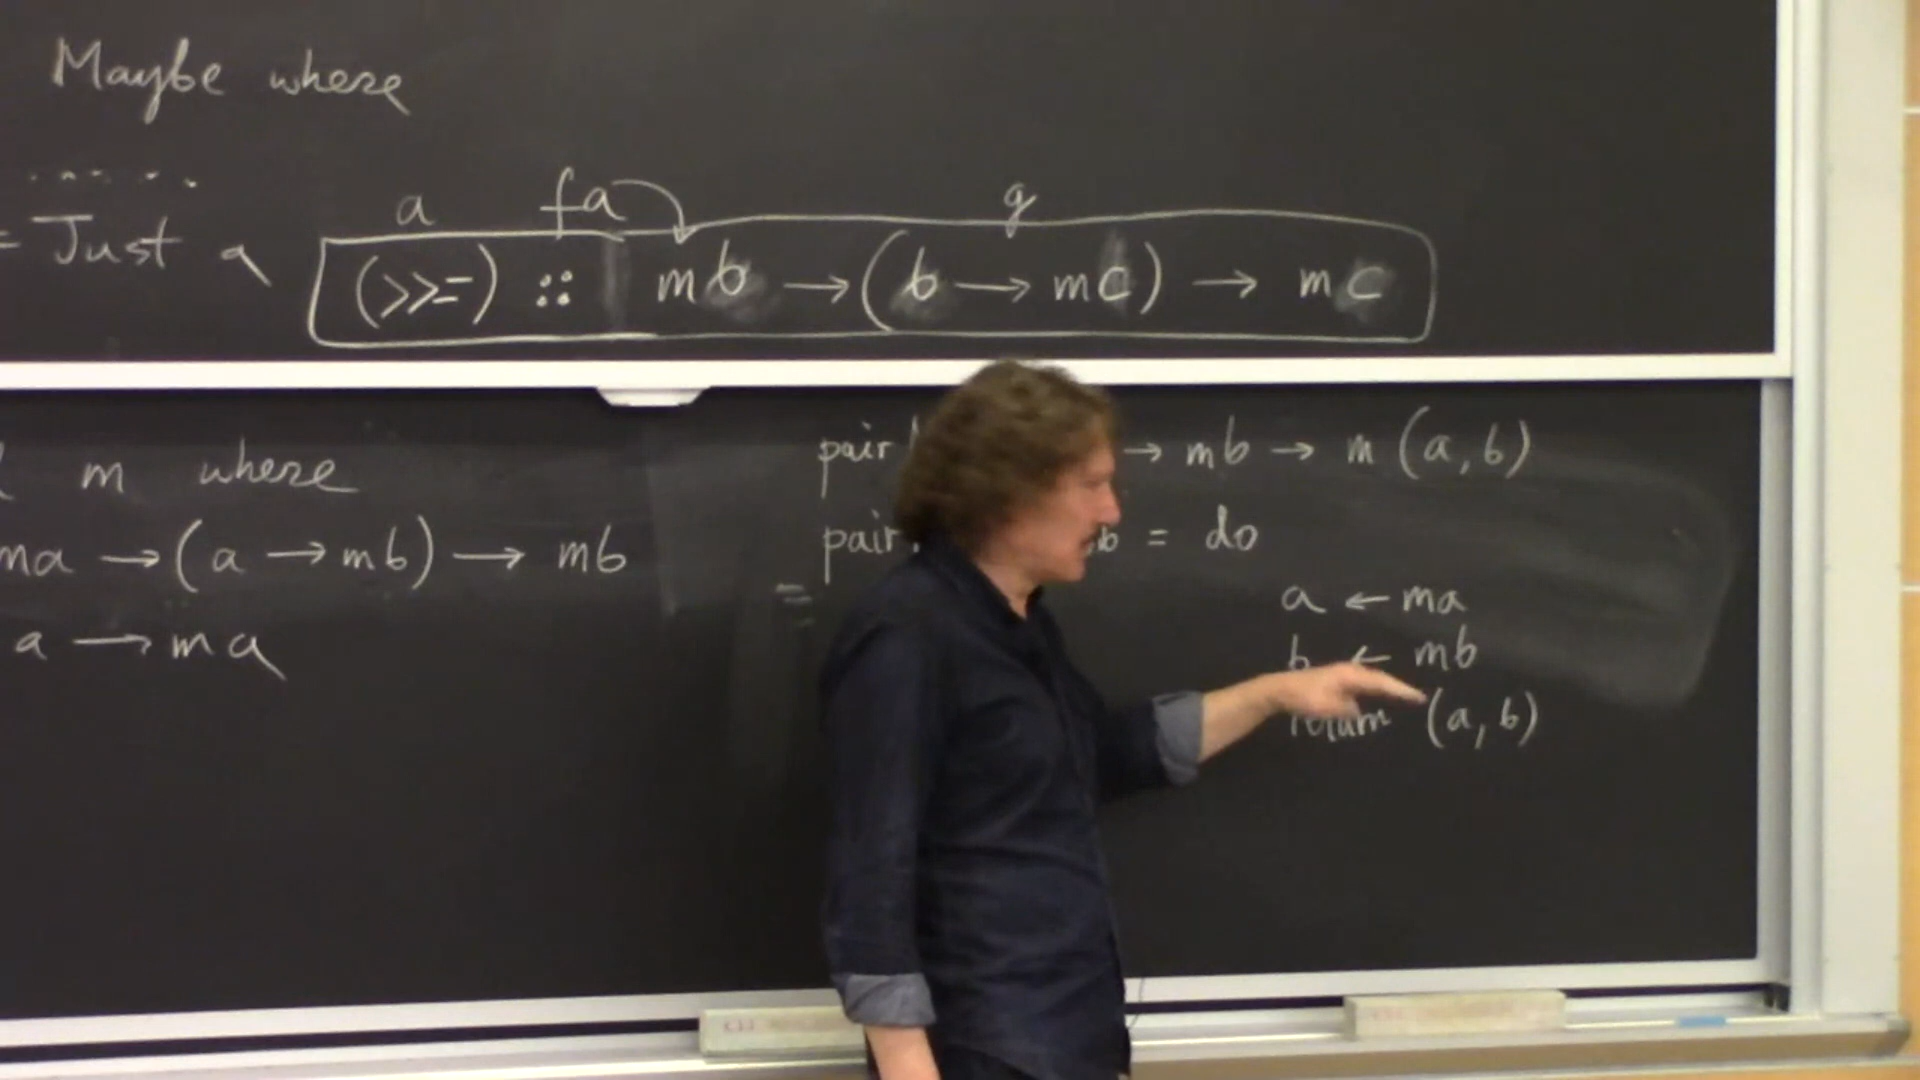 Maybe where
.....
= Just a
a fa g
(>>=) :: mb → (b → mc) → mc
m where
ma → (a → mb) → mb
a → ma
pair → mb → m (a, b)
pair = do
=
a ← ma
b ← mb
return (a, b)